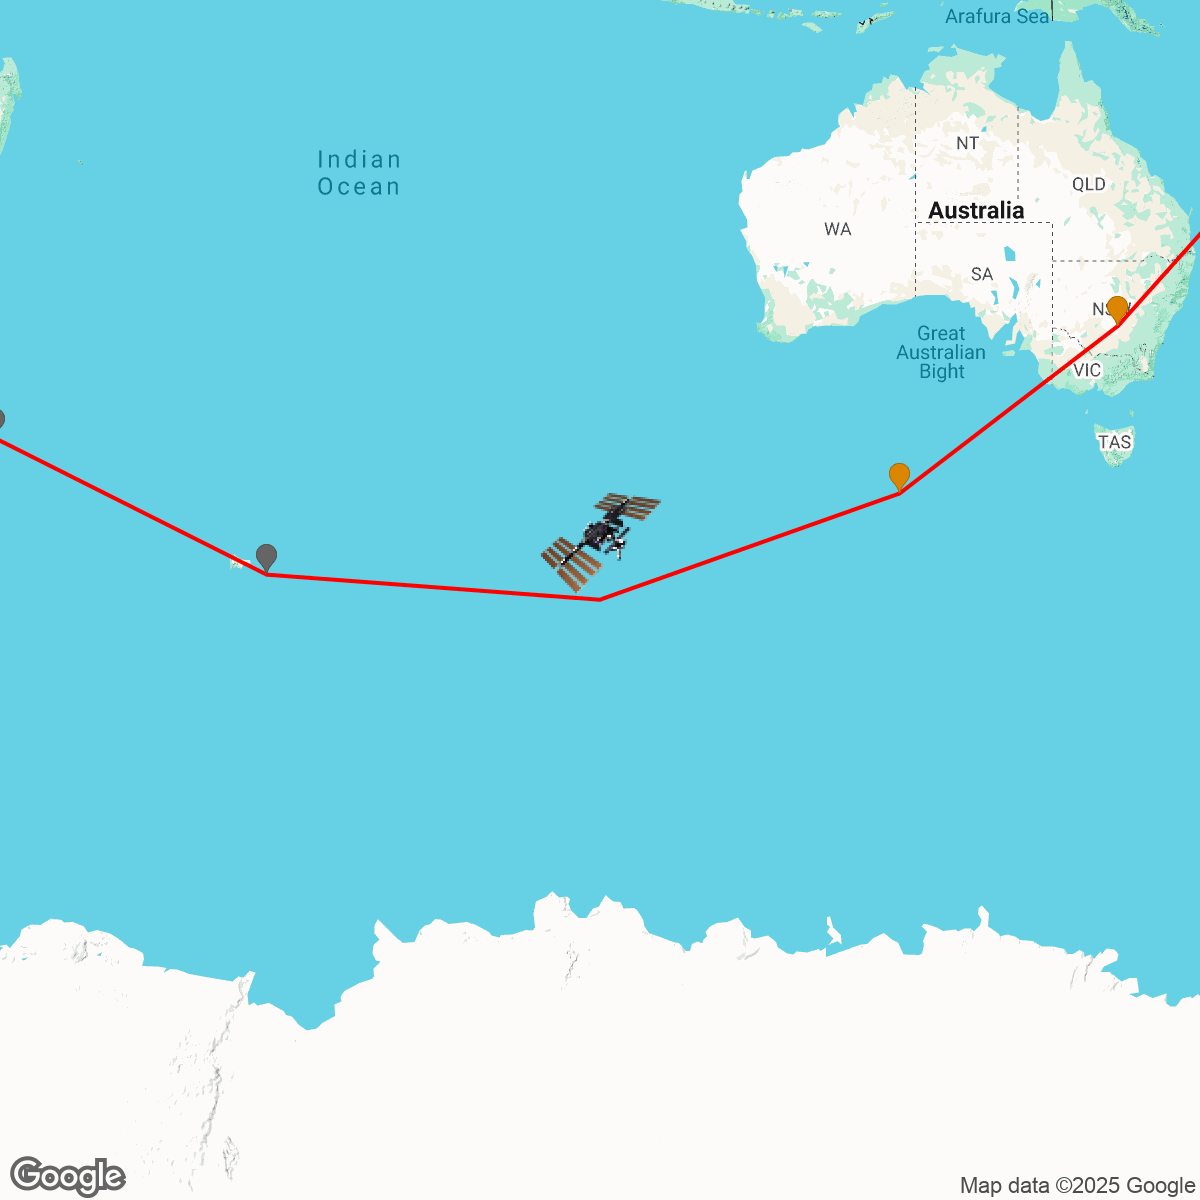 Arafura Sea
Indian
Ocean
NT
QLD
Australia
WA
SA
Great
Australian
Bight
VIC
TAS
Google
Map data ©2025 Google